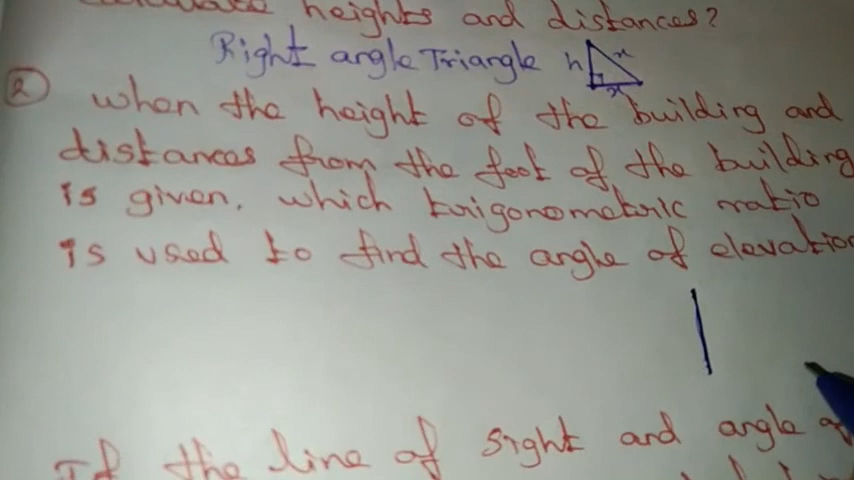 calculate heights and distances?
Right angle Triangle h x x
2 when the height of the building and
distances from the foot of the building
is given. which trigonometric ratio
is used to find the angle of elevation
If the line of sight and angle of